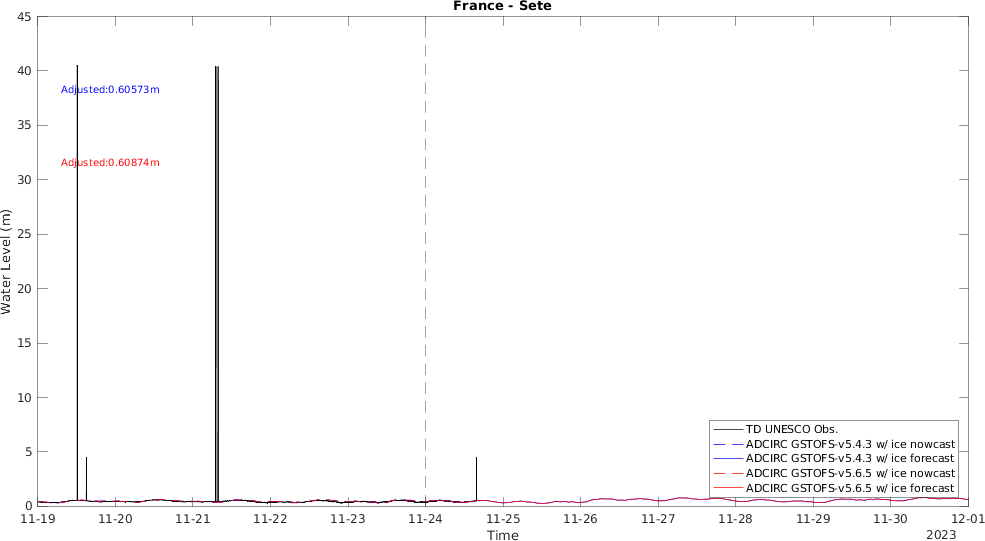 France - Sete
45
40
35
30
25
20
15
10
5
0
Water Level (m)
Adjusted:0.60573m
Adjusted:0.60874m
TD UNESCO Obs.
ADCIRC GSTOFS-v5.4.3 w/ ice nowcast
ADCIRC GSTOFS-v5.4.3 w/ ice forecast
ADCIRC GSTOFS-v5.6.5 w/ ice nowcast
ADCIRC GSTOFS-v5.6.5 w/ ice forecast
11-19 11-20 11-21 11-22 11-23 11-24 11-25 11-26 11-27 11-28 11-29 11-30 12-01
Time
2023